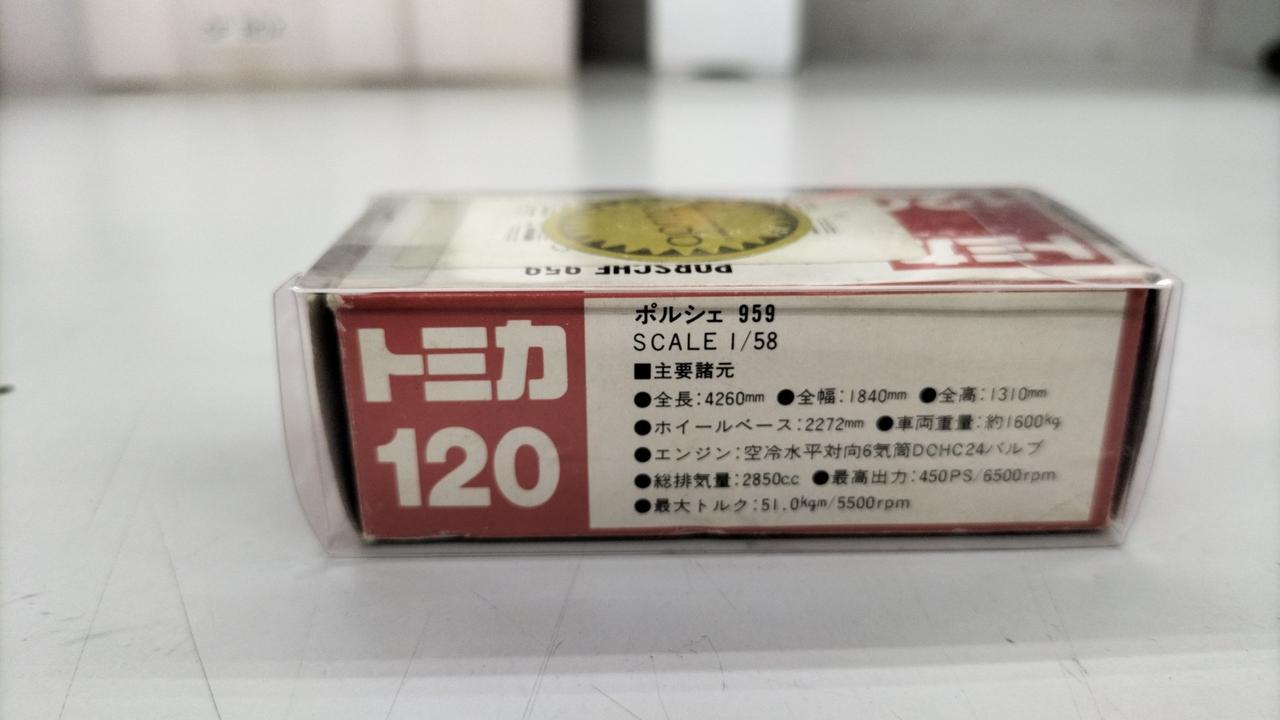 PORSCHE 959
トミカ
トミカ
120
ポルシェ 959
SCALE 1/58
■主要諸元
●全長:4260mm ●全幅:1840mm ●全高:1310mm
●ホイールベース:2272mm ●車両重量:約1600kg
●エンジン:空冷水平対向6気筒DOHC24バルブ
●総排気量:2850cc ●最高出力:450PS/6500rpm
●最大トルク:51.0kgm/5500rpm